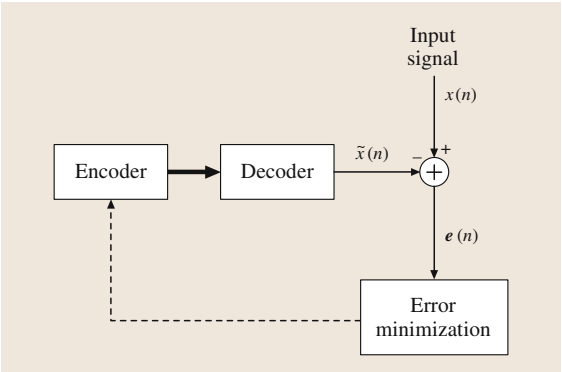 Input
signal
x(n)
Encoder
Decoder
x̃(n)
−
+
+
e(n)
Error
minimization